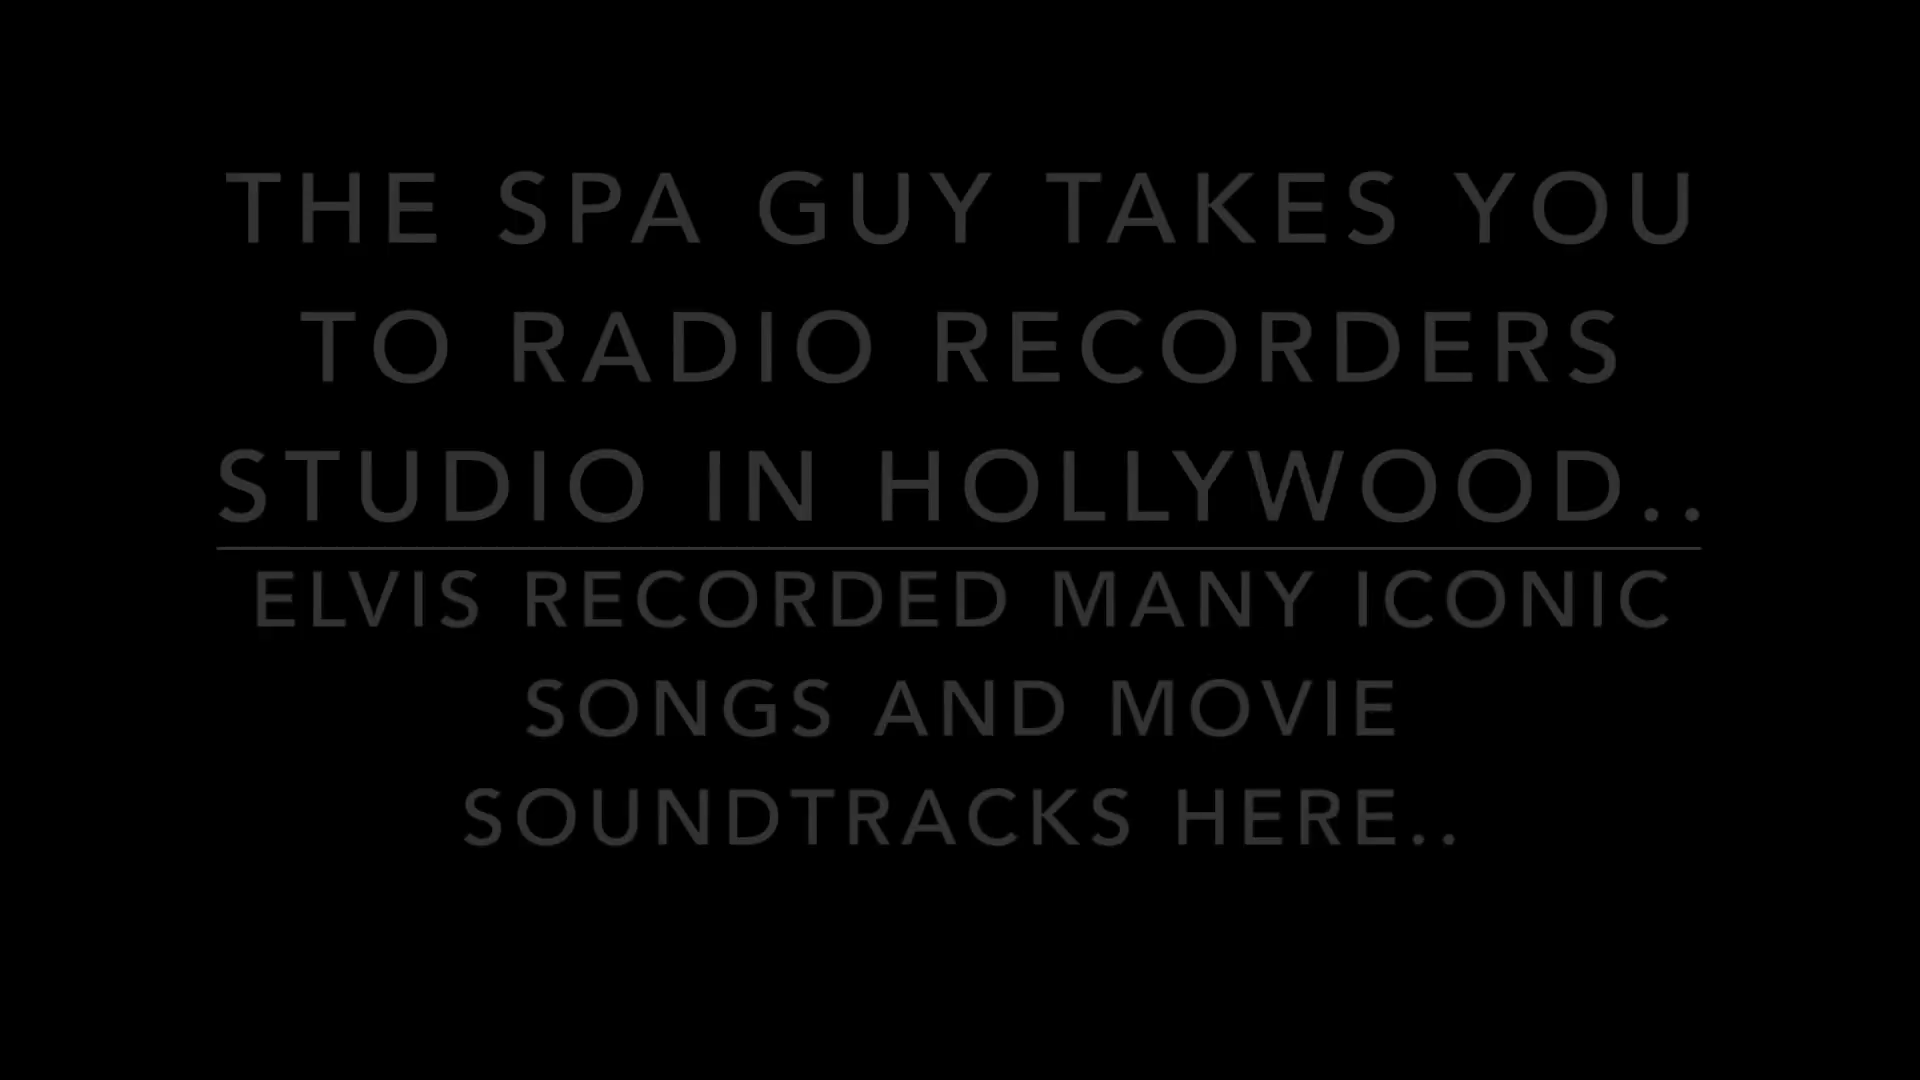 THE SPA GUY TAKES YOU
TO RADIO RECORDERS
STUDIO IN HOLLYWOOD..
ELVIS RECORDED MANY ICONIC
SONGS AND MOVIE
SOUNDTRACKS HERE..